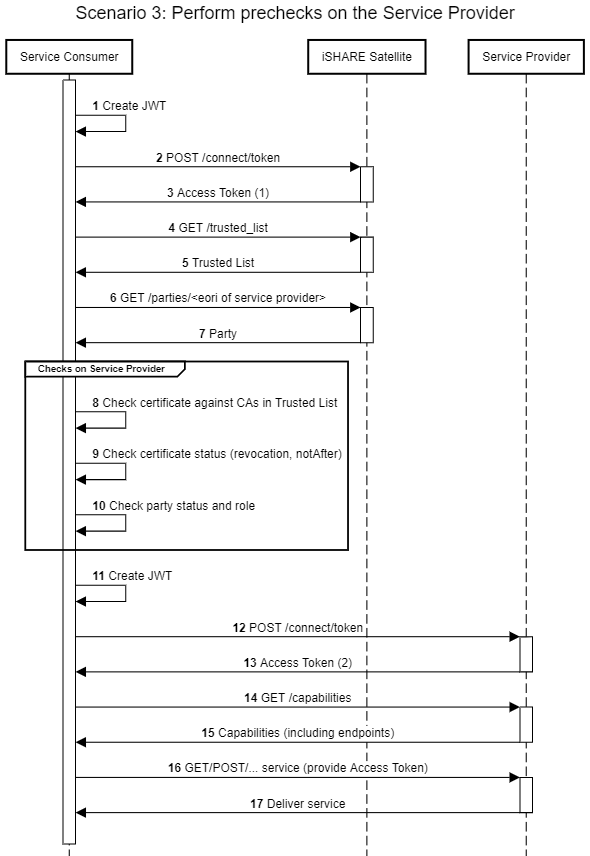 Scenario 3: Perform prechecks on the Service Provider
Service Consumer
iSHARE Satellite
Service Provider
1 Create JWT
2 POST /connect/token
3 Access Token (1)
4 GET /trusted_list
5 Trusted List
6 GET /parties/<eori of service provider>
7 Party
Checks on Service Provider
8 Check certificate against CAs in Trusted List
9 Check certificate status (revocation, notAfter)
10 Check party status and role
11 Create JWT
12 POST /connect/token
13 Access Token (2)
14 GET /capabilities
15 Capabilities (including endpoints)
16 GET/POST/... service (provide Access Token)
17 Deliver service